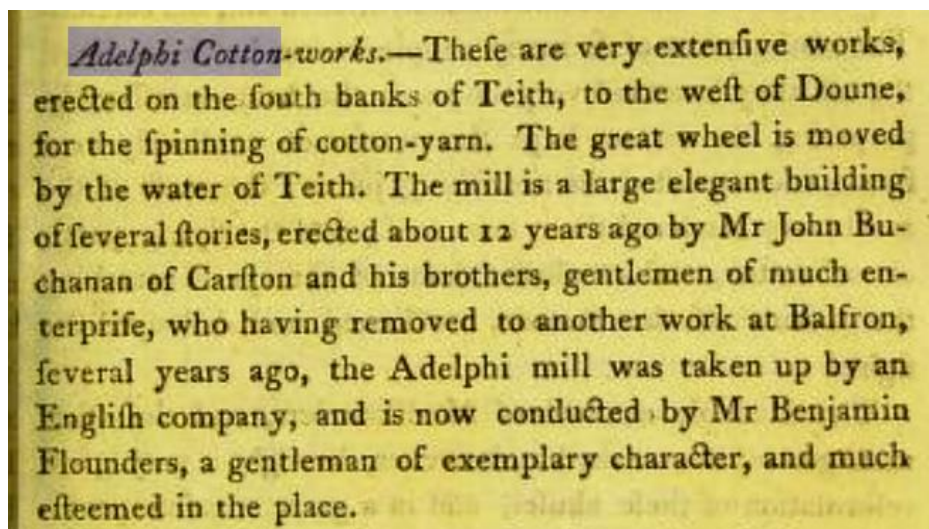 Adelphi Cotton-works.—Theſe are very extenſive works,
erected on the ſouth banks of Teith, to the weſt of Doune,
for the ſpinning of cotton-yarn. The great wheel is moved
by the water of Teith. The mill is a large elegant building
of ſeveral ſtories, erected about 12 years ago by Mr John Bu-
chanan of Carſton and his brothers, gentlemen of much en-
terpriſe, who having removed to another work at Balfron,
ſeveral years ago, the Adelphi mill was taken up by an
Engliſh company, and is now conducted by Mr Benjamin
Flounders, a gentleman of exemplary character, and much
eſteemed in the place.